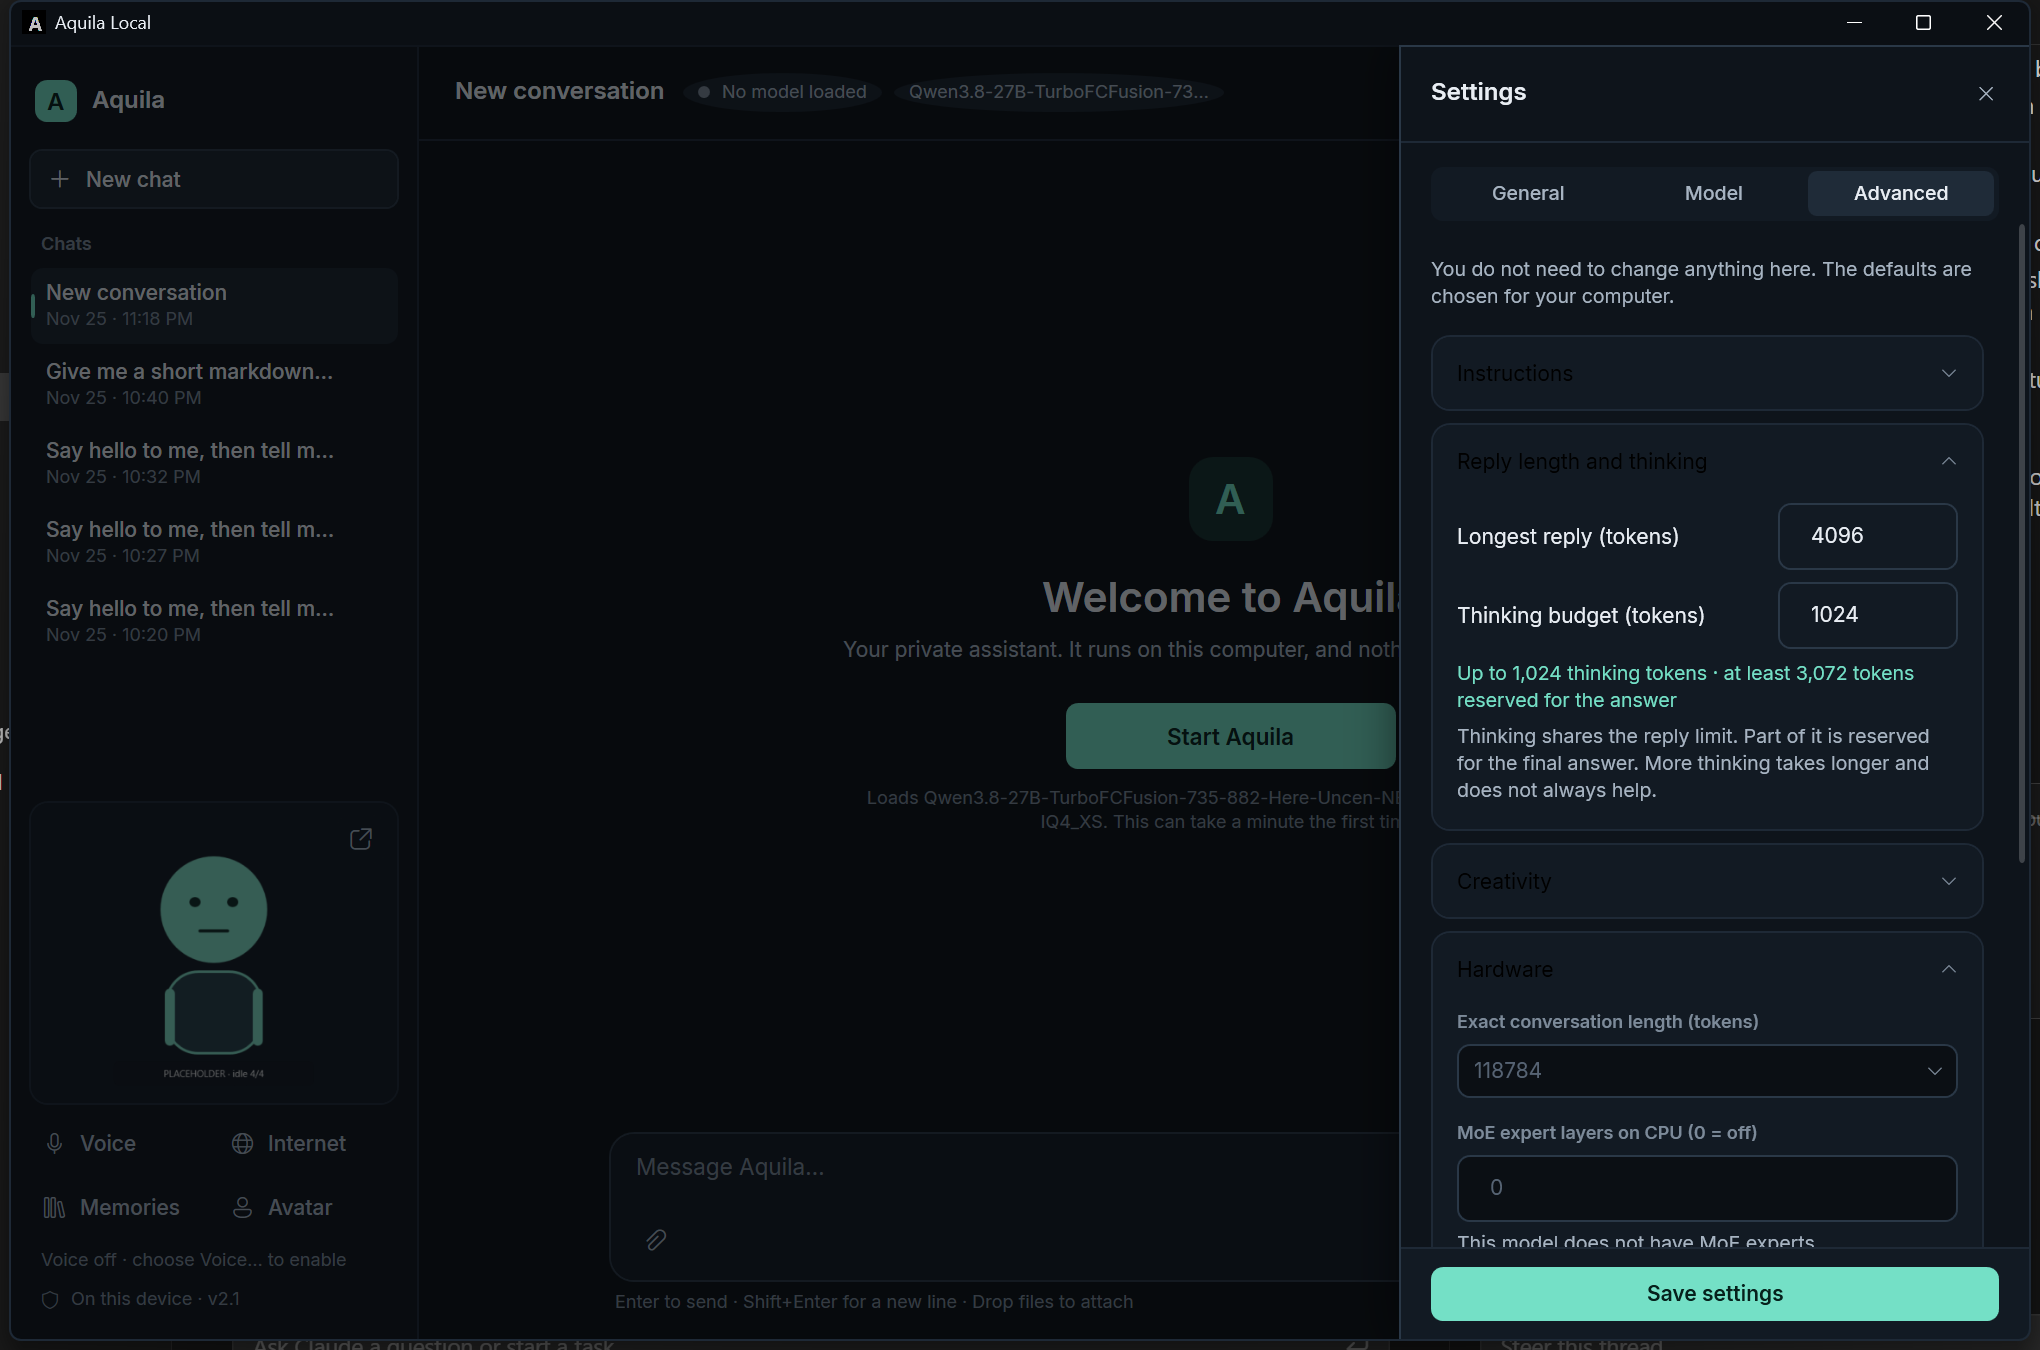 A Aquila Local
A Aquila
New chat
Chats
New conversation
Nov 25 · 11:18 PM
Give me a short markdown...
Nov 25 · 10:40 PM
Say hello to me, then tell m...
Nov 25 · 10:32 PM
Say hello to me, then tell m...
Nov 25 · 10:27 PM
Say hello to me, then tell m...
Nov 25 · 10:20 PM
PLACEHOLDER - idle 4/4
Voice
Internet
Memories
Avatar
Voice off · choose Voice... to enable
On this device · v2.1
New conversation
No model loaded
Qwen3.8-27B-TurboFCFusion-73...
A
Welcome to Aquil
Your private assistant. It runs on this computer, and noth
Start Aquila
Loads Qwen3.8-27B-TurboFCFusion-735-882-Here-Uncen-N
IQ4_XS. This can take a minute the first tin
Message Aquila...
Enter to send · Shift+Enter for a new line · Drop files to attach
Settings
General
Model
Advanced
You do not need to change anything here. The defaults are
chosen for your computer.
Instructions
Reply length and thinking
Longest reply (tokens)
4096
Thinking budget (tokens)
1024
Up to 1,024 thinking tokens · at least 3,072 tokens
reserved for the answer
Thinking shares the reply limit. Part of it is reserved
for the final answer. More thinking takes longer and
does not always help.
Creativity
Hardware
Exact conversation length (tokens)
118784
MoE expert layers on CPU (0 = off)
0
This model does not have MoE experts
Save settings
Ask Claude a question or start a task
Steer this thread